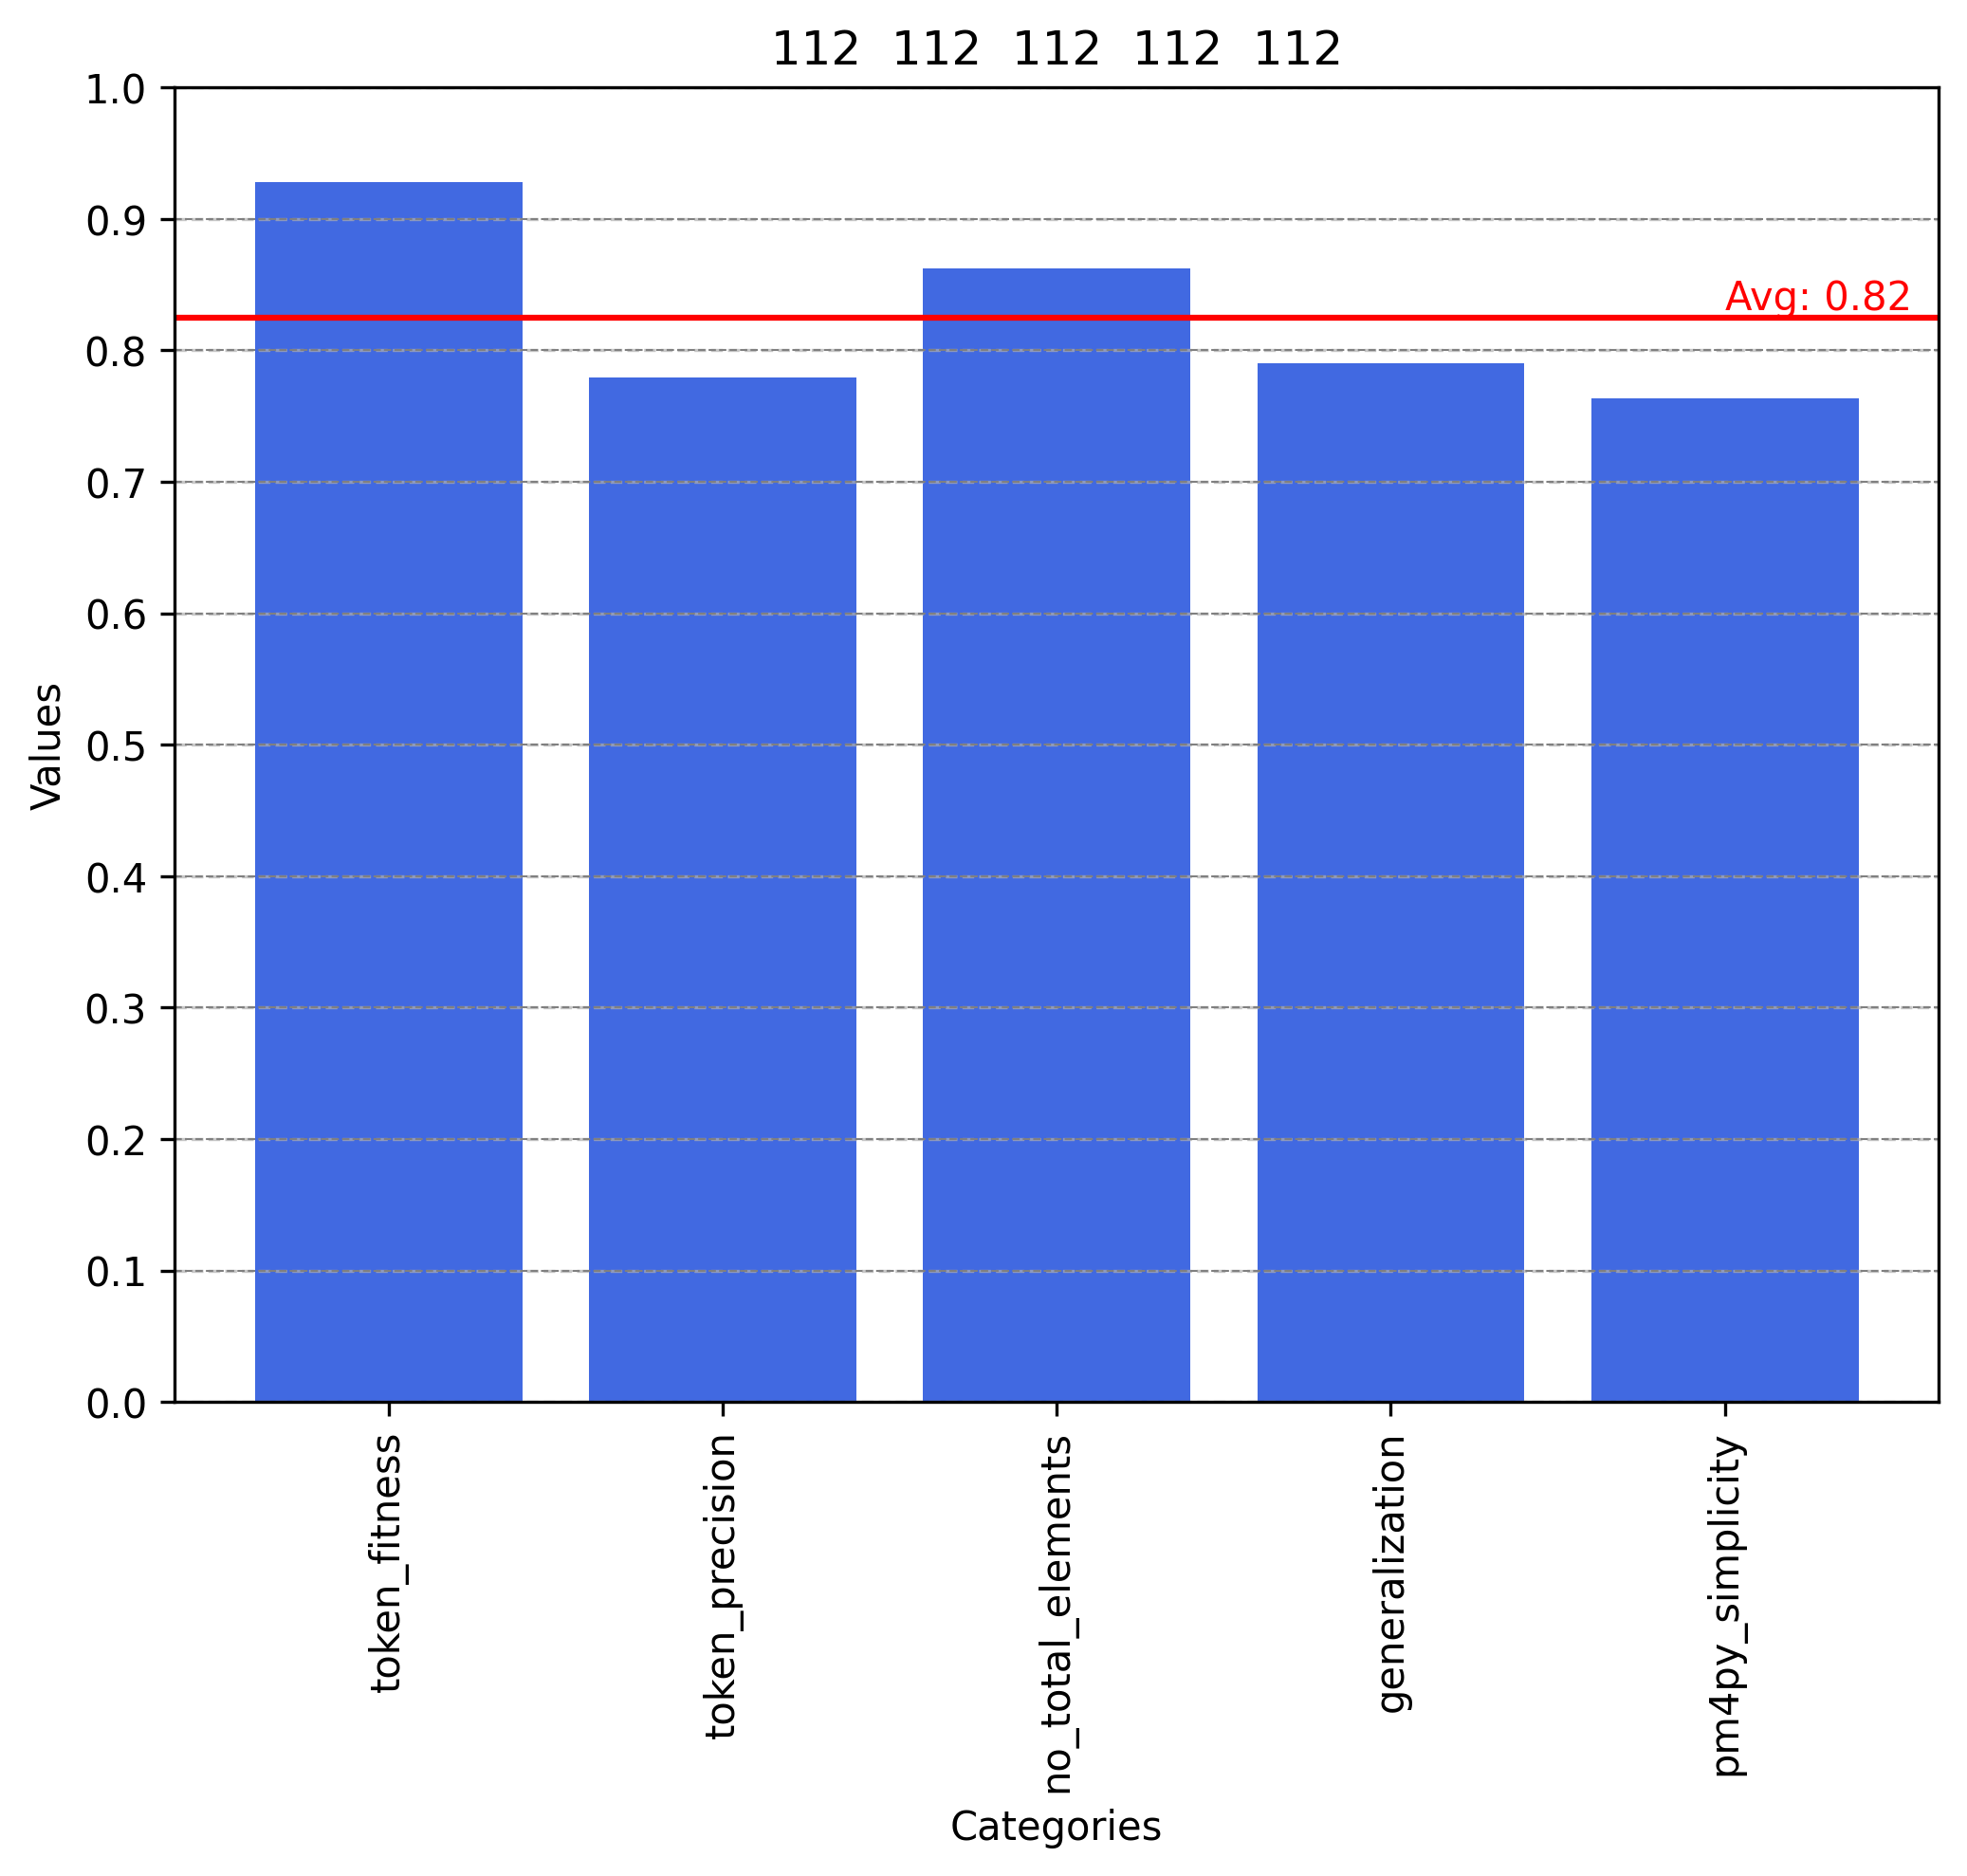 112 112 112 112 112
1.0
0.9
0.8
0.7
0.6
0.5
0.4
0.3
0.2
0.1
0.0
Values
Avg: 0.82
token_fitness
token_precision
no_total_elements
generalization
pm4py_simplicity
Categories